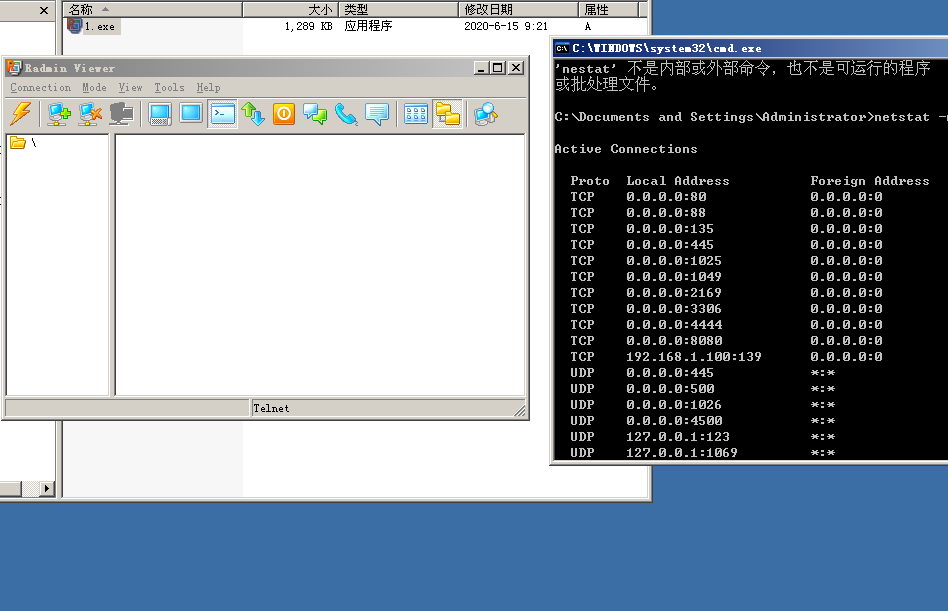 名称 大小 类型 修改日期 属性
1.exe 1,289 KB 应用程序 2020-6-15 9:21 A
Radmin Viewer
Connection Mode View Tools Help
\
Telnet
C:\WINDOWS\system32\cmd.exe
'nestat' 不是内部或外部命令，也不是可运行的程序
或批处理文件。
C:\Documents and Settings\Administrator>netstat -
Active Connections
Proto Local Address Foreign Address
TCP 0.0.0.0:80 0.0.0.0:0
TCP 0.0.0.0:88 0.0.0.0:0
TCP 0.0.0.0:135 0.0.0.0:0
TCP 0.0.0.0:445 0.0.0.0:0
TCP 0.0.0.0:1025 0.0.0.0:0
TCP 0.0.0.0:1049 0.0.0.0:0
TCP 0.0.0.0:2169 0.0.0.0:0
TCP 0.0.0.0:3306 0.0.0.0:0
TCP 0.0.0.0:4444 0.0.0.0:0
TCP 0.0.0.0:8080 0.0.0.0:0
TCP 192.168.1.100:139 0.0.0.0:0
UDP 0.0.0.0:445 *:*
UDP 0.0.0.0:500 *:*
UDP 0.0.0.0:1026 *:*
UDP 0.0.0.0:4500 *:*
UDP 127.0.0.1:123 *:*
UDP 127.0.0.1:1069 *:*